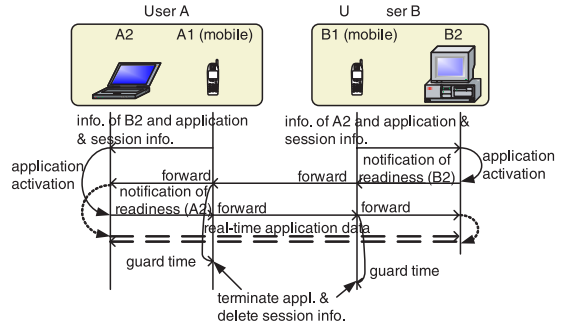 User A
U ser B
A2 A1 (mobile)
B1 (mobile) B2
info. of B2 and application
& session info.
info. of A2 and application &
session info.
application
activation
notification of
readiness (B2)
application
activation
forward forward
notification of
readiness (A2)
forward forward
real-time application data
guard time
guard time
terminate appl. &
delete session info.